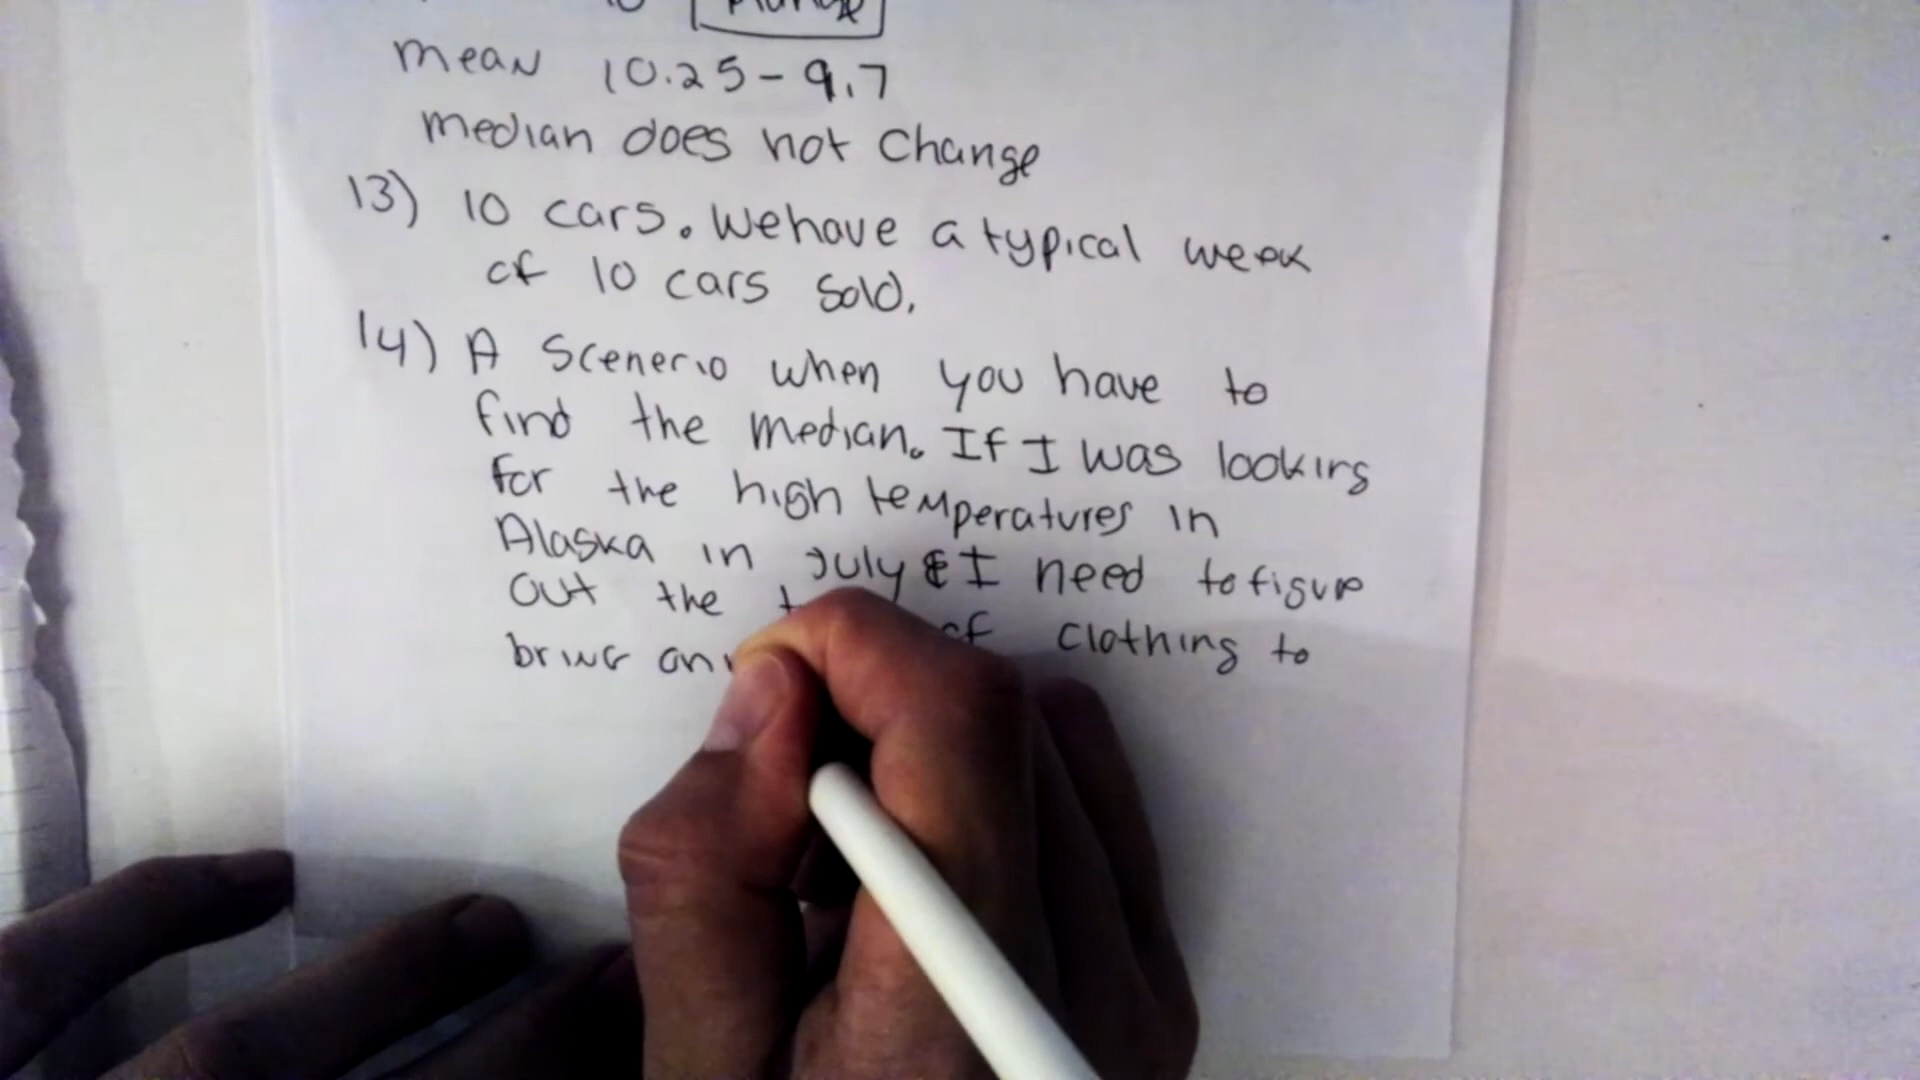 mean 10.25-9.7
median does not change
13) 10 cars. We have a typical week
of 10 cars sold.
14) A scenerio when you have to
find the median. If I was looking
for the high temperatures in
Alaska in July & I need to figure
out the
bring of clothing to